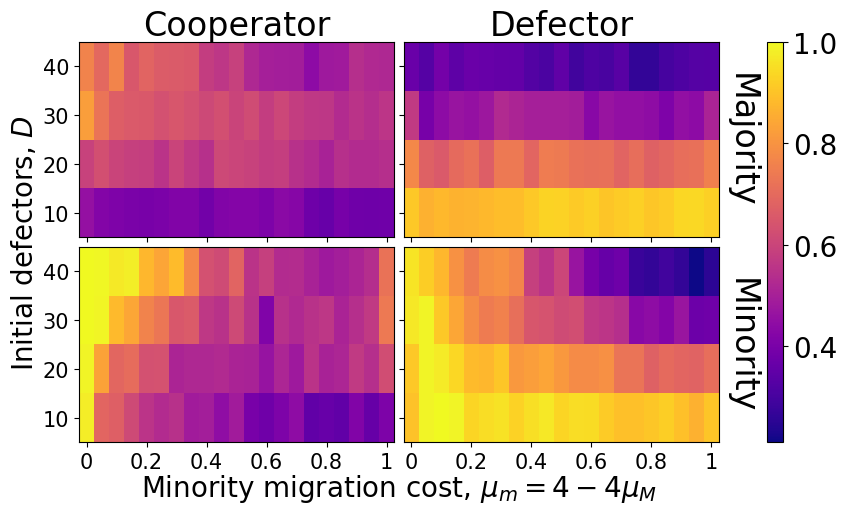 Cooperator Defector
Initial defectors, D
40
30
20
10
Majority
40
30
20
10
Minority
0 0.2 0.4 0.6 0.8 1
0 0.2 0.4 0.6 0.8 1
Minority migration cost, μ_m = 4 − 4μ_M
1.0
0.8
0.6
0.4